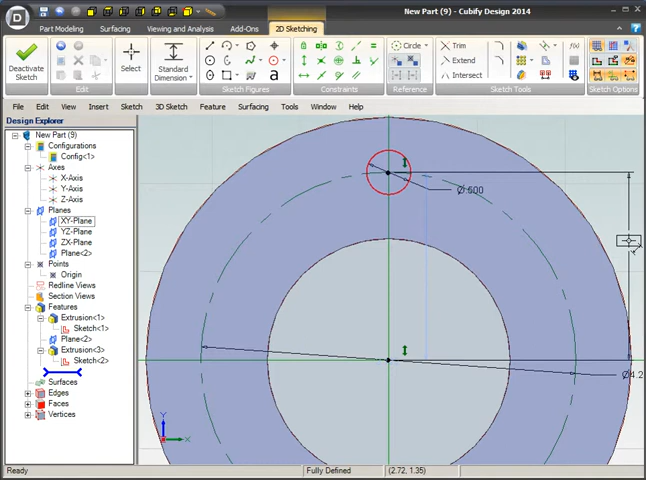 New Part (9) - Cubify Design 2014
Part Modeling Surfacing Viewing and Analysis Add-Ons 2D Sketching
Deactivate Sketch
Edit
Select
Standard Dimension
Sketch Figures
Constraints
Circle
Reference
Trim
Extend
Intersect
Sketch Tools
f(x)
Sketch Options
File Edit View Insert Sketch 3D Sketch Feature Surfacing Tools Window Help
Design Explorer
New Part (9)
Configurations
Config<1>
Axes
X-Axis
Y-Axis
Z-Axis
Planes
XY-Plane
YZ-Plane
ZX-Plane
Plane<2>
Points
Origin
Redline Views
Section Views
Features
Extrusion<1>
Sketch<1>
Plane<2>
Extrusion<3>
Sketch<2>
Surfaces
Edges
Faces
Vertices
Ø.500
Ø4.2
Y
X
Ready Fully Defined (2.72, 1.35)